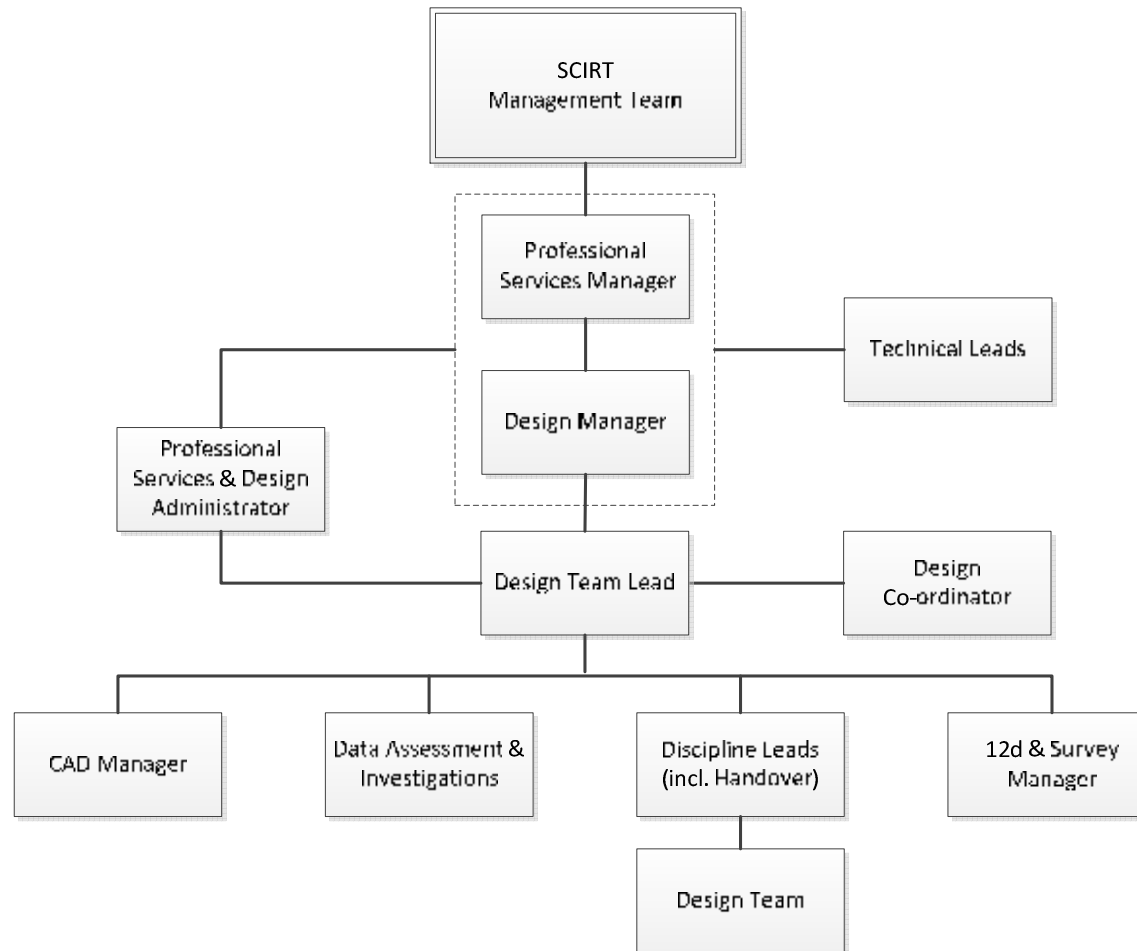 SCIRT
Management Team
Professional
Services Manager
Technical Leads
Design Manager
Professional
Services & Design
Administrator
Design Team Lead
Design
Co-ordinator
CAD Manager
Data Assessment &
Investigations
Discipline Leads
(incl. Handover)
12d & Survey
Manager
Design Team